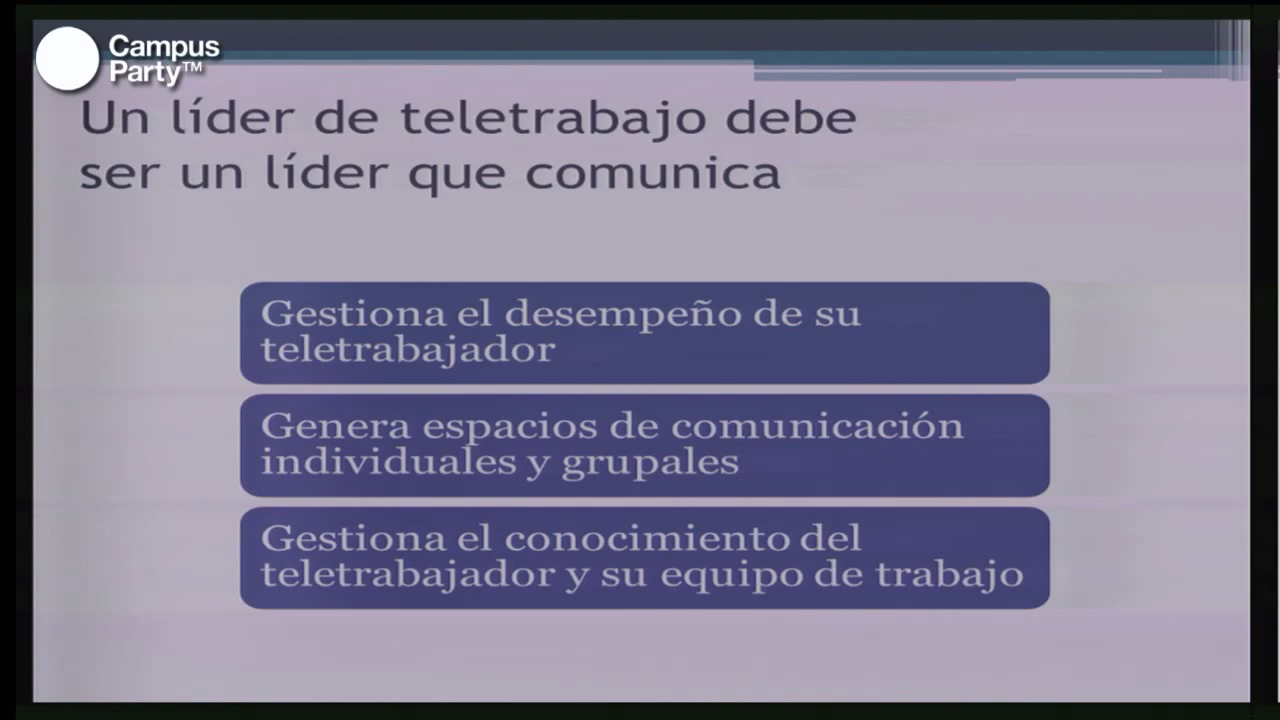 Campus
Party™
Un líder de teletrabajo debe
ser un líder que comunica
Gestiona el desempeño de su
teletrabajador
Genera espacios de comunicación
individuales y grupales
Gestiona el conocimiento del
teletrabajador y su equipo de trabajo